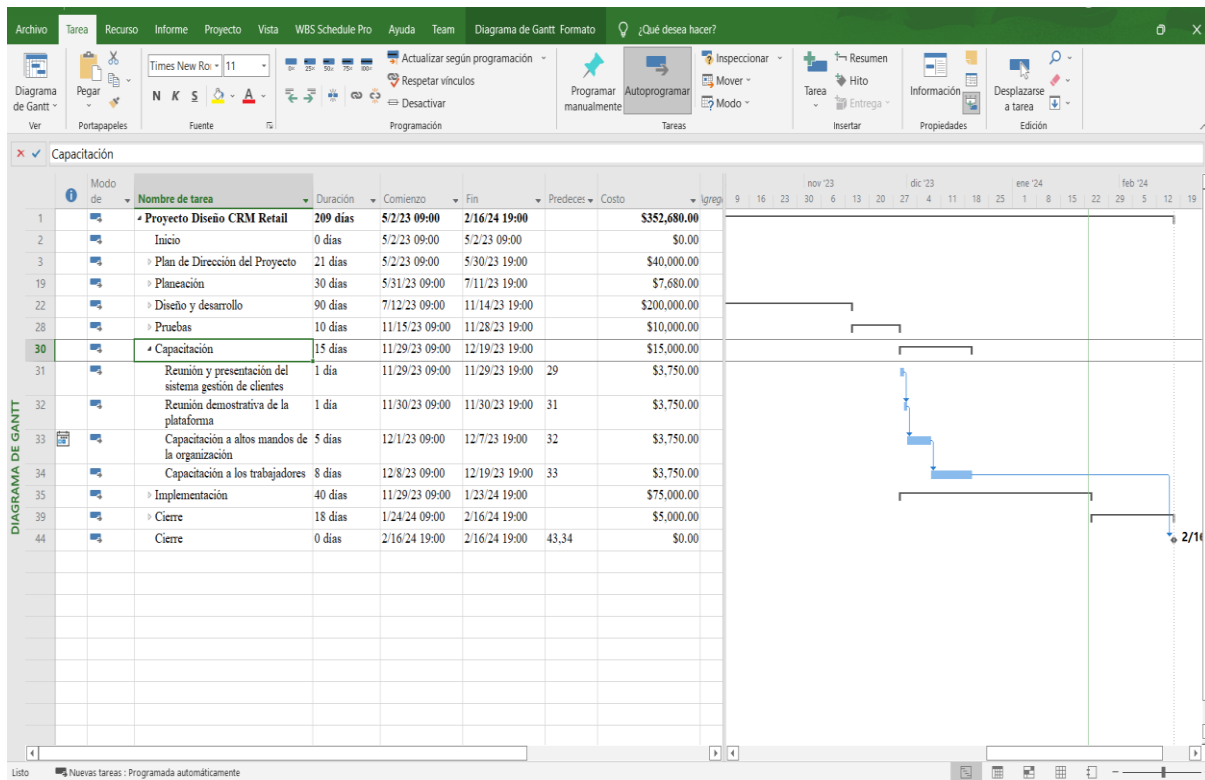 Archivo Tarea Recurso Informe Proyecto Vista WBS Schedule Pro Ayuda Team Diagrama de Gantt Formato ¿Qué desea hacer?
Diagrama de Gantt
Ver
Pegar
Portapapeles
Times New Ro 11
N K S A
Fuente
0× 25× 50× 75× 100×
Actualizar según programación
Respetar vínculos
Desactivar
Programación
Programar manualmente
Autoprogramar
Inspeccionar
Mover
Modo
Tareas
Tarea
Resumen
Hito
Entrega
Insertar
Información
Propiedades
Desplazarse a tarea
Edición
Capacitación
Modo de Nombre de tarea Duración Comienzo Fin Predeces Costo
nov '23 dic '23 ene '24 feb '24
9 16 23 30 6 13 20 27 4 11 18 25 1 8 15 22 29 5 12 19
1 Proyecto Diseño CRM Retail 209 días 5/2/23 09:00 2/16/24 19:00 $352,680.00
2 Inicio 0 días 5/2/23 09:00 5/2/23 09:00 $0.00
3 Plan de Dirección del Proyecto 21 días 5/2/23 09:00 5/30/23 19:00 $40,000.00
19 Planeación 30 días 5/31/23 09:00 7/11/23 19:00 $7,680.00
22 Diseño y desarrollo 90 días 7/12/23 09:00 11/14/23 19:00 $200,000.00
28 Pruebas 10 días 11/15/23 09:00 11/28/23 19:00 $10,000.00
30 Capacitación 15 días 11/29/23 09:00 12/19/23 19:00 $15,000.00
31 Reunión y presentación del sistema gestión de clientes 1 día 11/29/23 09:00 11/29/23 19:00 29 $3,750.00
32 Reunión demostrativa de la plataforma 1 día 11/30/23 09:00 11/30/23 19:00 31 $3,750.00
33 Capacitación a altos mandos de la organización 5 días 12/1/23 09:00 12/7/23 19:00 32 $3,750.00
34 Capacitación a los trabajadores 8 días 12/8/23 09:00 12/19/23 19:00 33 $3,750.00
35 Implementación 40 días 11/29/23 09:00 1/23/24 19:00 $75,000.00
39 Cierre 18 días 1/24/24 09:00 2/16/24 19:00 $5,000.00
44 Cierre 0 días 2/16/24 19:00 2/16/24 19:00 43,34 $0.00
2/16
DIAGRAMA DE GANTT
Listo Nuevas tareas : Programada automáticamente